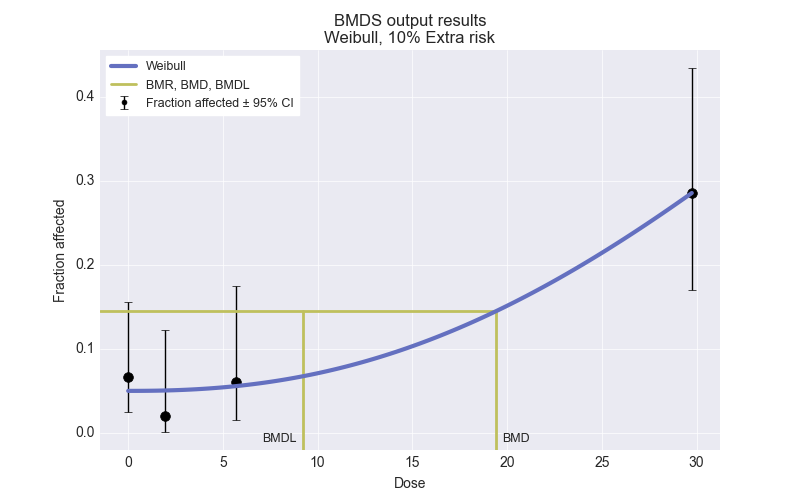 BMDS output results
Weibull, 10% Extra risk
Weibull
BMR, BMD, BMDL
Fraction affected ± 95% CI
Fraction affected
0.4
0.3
0.2
0.1
0.0
BMDL
BMD
0
5
10
15
20
25
30
Dose